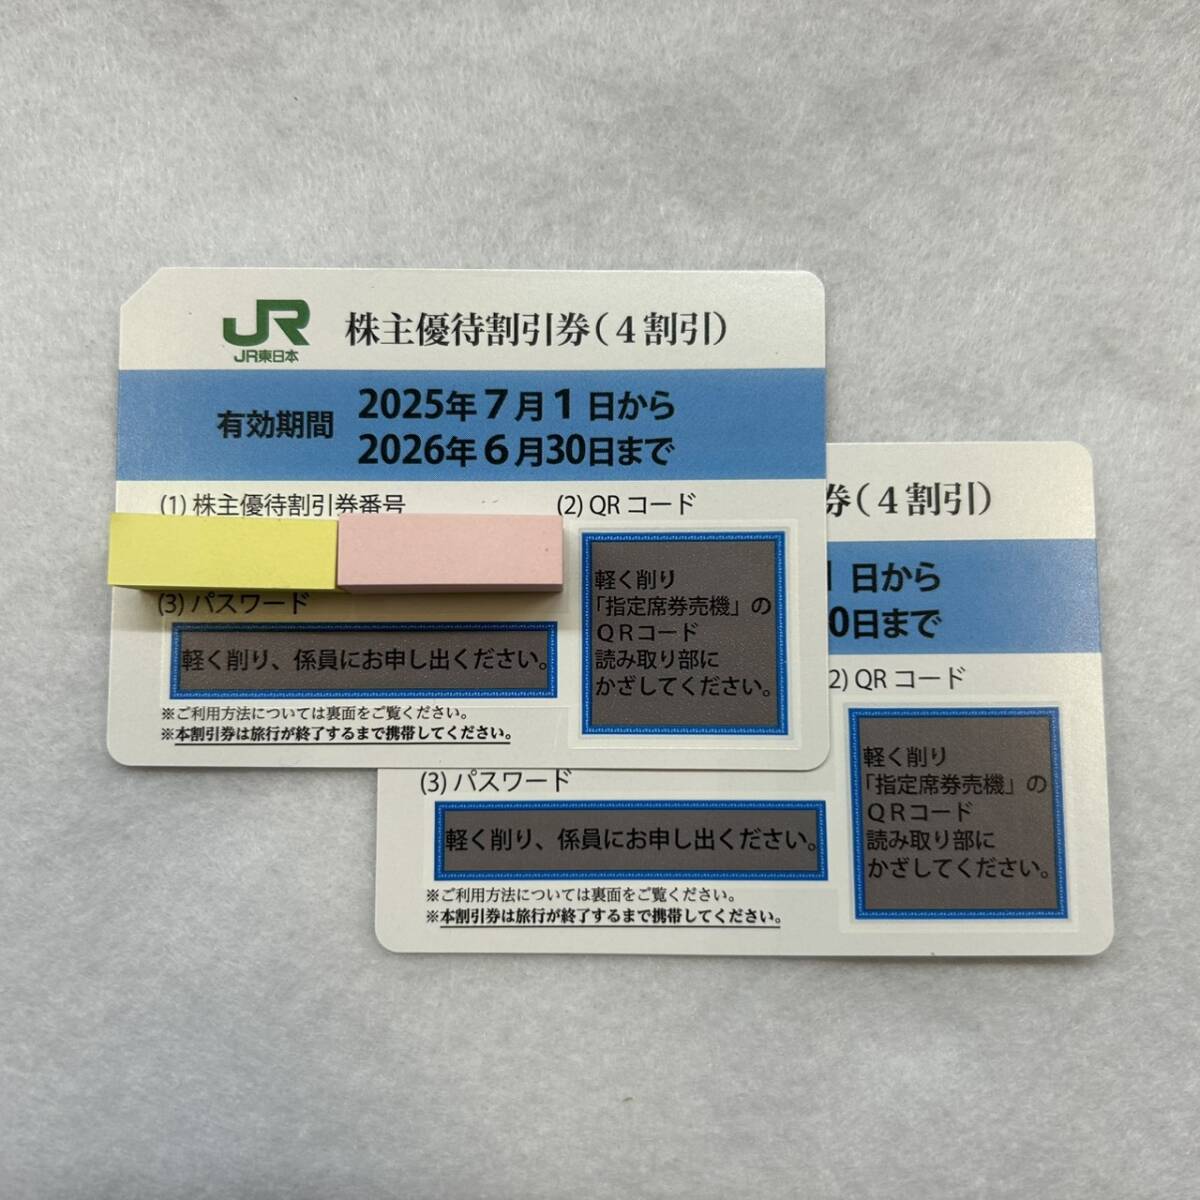 JR
JR東日本
株主優待割引券(4割引)
有効期間
2025年7月1日から
2026年6月30日まで
(1) 株主優待割引券番号
(2) QRコード
軽く削り
「指定席券売機」の
QRコード
読み取り部に
かざしてください。
(3) パスワード
軽く削り、係員にお申し出ください。
※ご利用方法については裏面をご覧ください。
※本割引券は旅行が終了するまで携帯してください。
券(4割引)
1日から
0日まで
2) QRコード
軽く削り
「指定席券売機」の
QRコード
読み取り部に
かざしてください。
(3) パスワード
軽く削り、係員にお申し出ください。
※ご利用方法については裏面をご覧ください。
※本割引券は旅行が終了するまで携帯してください。